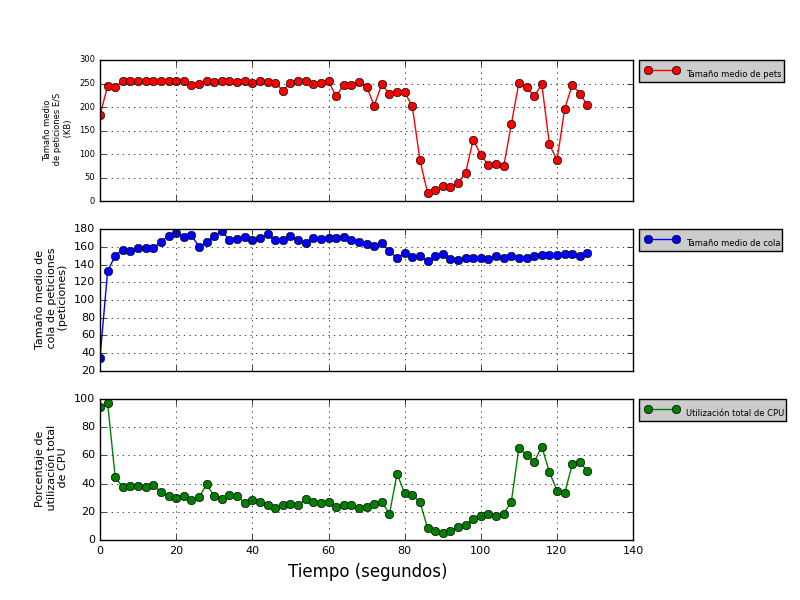 300
250
200
150
100
50
0
Tamaño medio
de peticiones E/S
(KB)
Tamaño medio de pets
180
160
140
120
100
80
60
40
20
Tamaño medio de
cola de peticiones
(peticiones)
Tamaño medio de cola
100
80
60
40
20
0
Porcentaje de
utilización total
de CPU
Utilización total de CPU
0 20 40 60 80 100 120 140
Tiempo (segundos)